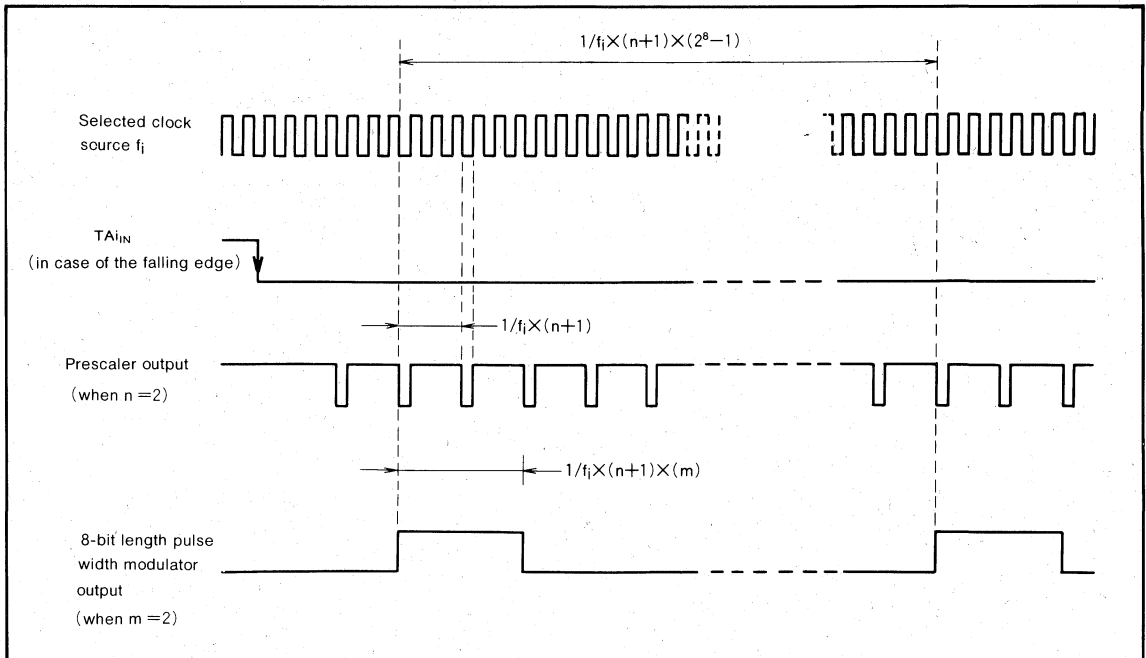 1/fi×(n+1)×(2⁸−1)
Selected clock
source fi
TAiIN
(in case of the falling edge)
1/fi×(n+1)
Prescaler output
(when n=2)
1/fi×(n+1)×(m)
8-bit length pulse
width modulator
output
(when m=2)